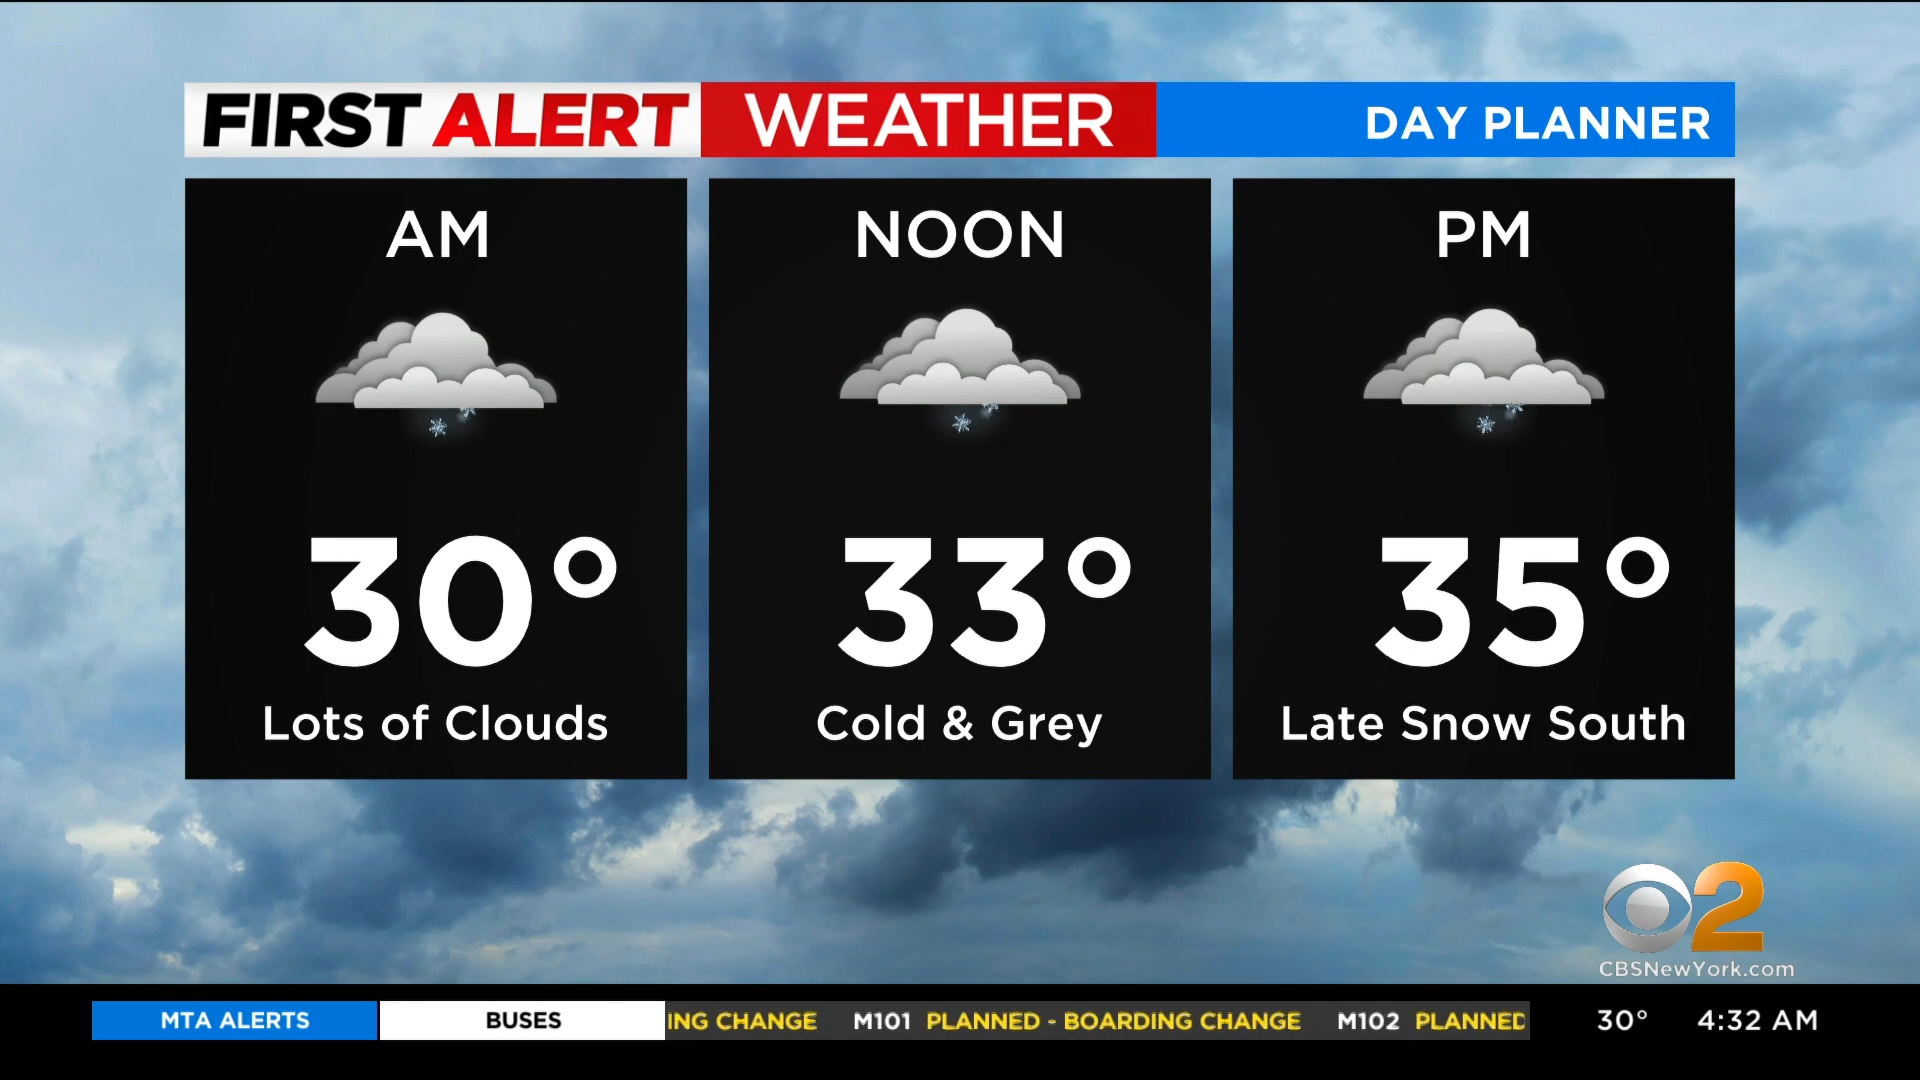 FIRST ALERT WEATHER DAY PLANNER
AM
30°
Lots of Clouds
NOON
33°
Cold & Grey
PM
35°
Late Snow South
2
CBSNewYork.com
MTA ALERTS BUSES ING CHANGE M101 PLANNED - BOARDING CHANGE M102 PLANNED 30° 4:32 AM